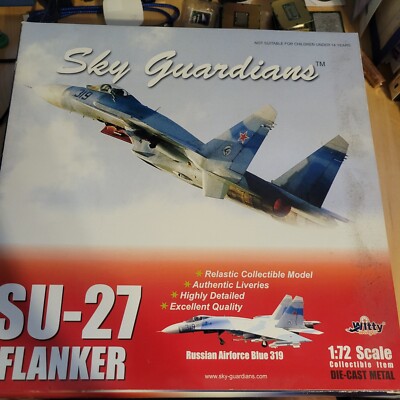 NOT SUITABLE FOR CHILDREN UNDER 14 YEARS
Sky Guardians™
* Relastic Collectible Model
* Authentic Liveries
* Highly Detailed
* Excellent Quality
SU-27
FLANKER
Russian Airforce Blue 319
www.sky-guardians.com
Witty
1:72 Scale
Collectible Item
DIE-CAST METAL